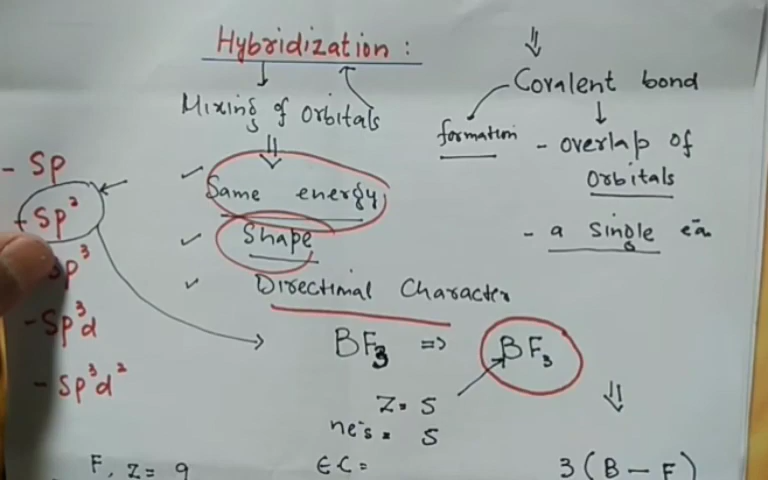 Hybridization :
Mixing of orbitals
Same energy
Shape
Directional Character
⇓
Covalent bond
formation
- overlap of
orbitals
- a single e⁻
- Sp
- Sp²
Sp³
- Sp³d
- Sp³d²
BF₃ ⇒ BF₃
Z = 5
ne⁻s = 5
E.C =
F, Z = 9
3 (B — F)